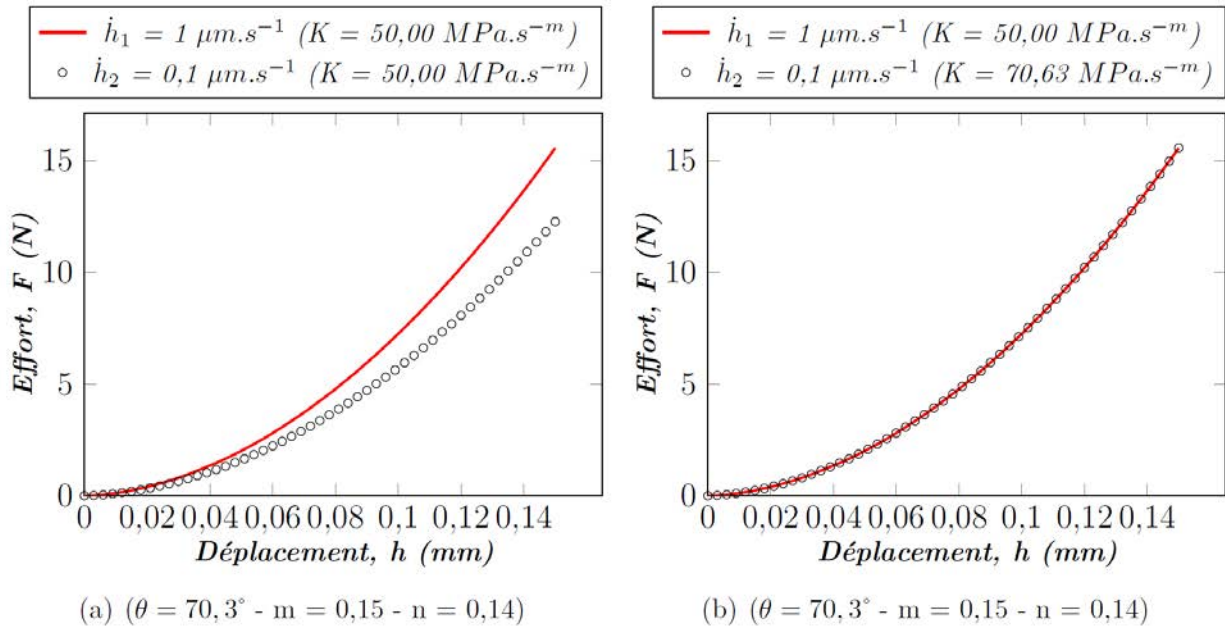 ḣ₁ = 1 μm.s⁻¹ (K = 50,00 MPa.s⁻ᵐ)
ḣ₂ = 0,1 μm.s⁻¹ (K = 50,00 MPa.s⁻ᵐ)
15
10
5
0
Effort, F (N)
0 0,02 0,04 0,06 0,08 0,1 0,12 0,14
Déplacement, h (mm)
(a) (θ = 70,3° - m = 0,15 - n = 0,14)
ḣ₁ = 1 μm.s⁻¹ (K = 50,00 MPa.s⁻ᵐ)
ḣ₂ = 0,1 μm.s⁻¹ (K = 70,63 MPa.s⁻ᵐ)
15
10
5
0
Effort, F (N)
0 0,02 0,04 0,06 0,08 0,1 0,12 0,14
Déplacement, h (mm)
(b) (θ = 70,3° - m = 0,15 - n = 0,14)